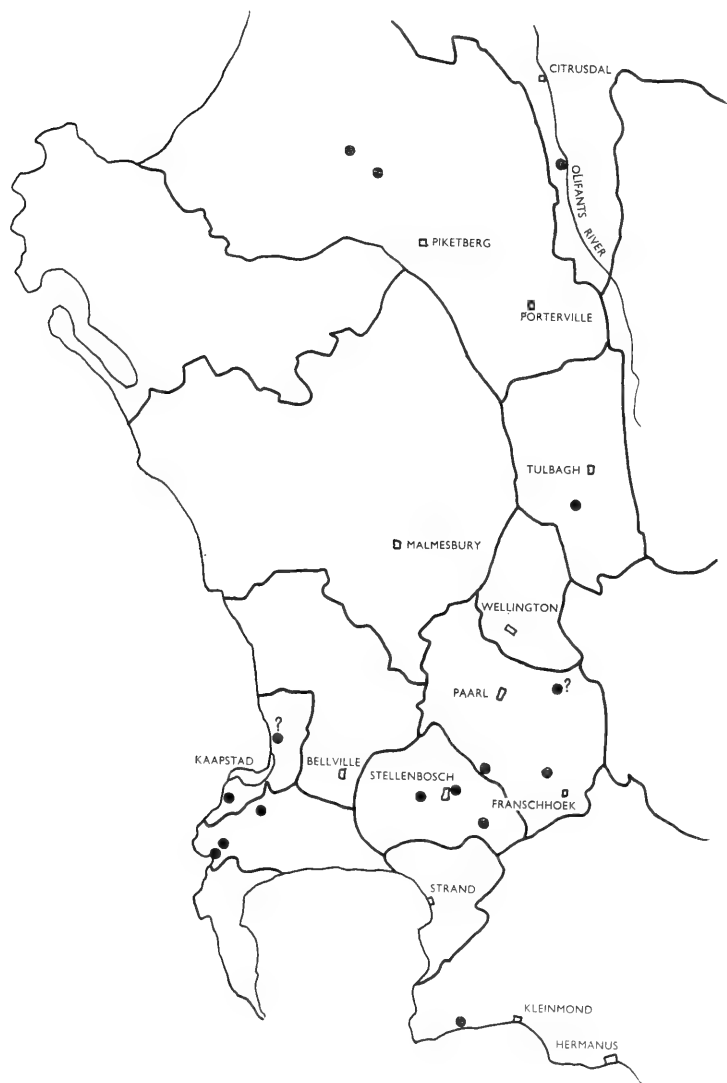 CITRUSDAL
OLIFANTS RIVER
PIKETBERG
PORTERVILLE
TULBAGH
MALMESBURY
WELLINGTON
PAARL
?
?
KAAPSTAD
BELLVILLE
STELLENBOSCH
FRANSCHHOEK
STRAND
KLEINMOND
HERMANUS